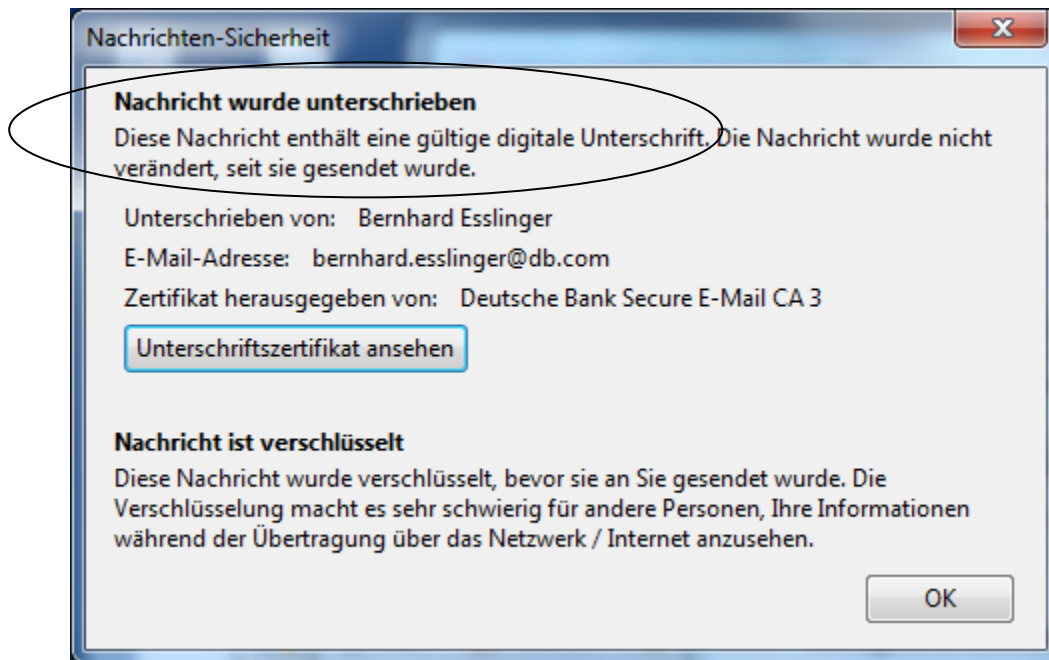 Nachrichten-Sicherheit
Nachricht wurde unterschrieben
Diese Nachricht enthält eine gültige digitale Unterschrift. Die Nachricht wurde nicht
verändert, seit sie gesendet wurde.
Unterschrieben von: Bernhard Esslinger
E-Mail-Adresse: bernhard.esslinger@db.com
Zertifikat herausgegeben von: Deutsche Bank Secure E-Mail CA 3
Unterschriftszertifikat ansehen
Nachricht ist verschlüsselt
Diese Nachricht wurde verschlüsselt, bevor sie an Sie gesendet wurde. Die
Verschlüsselung macht es sehr schwierig für andere Personen, Ihre Informationen
während der Übertragung über das Netzwerk / Internet anzusehen.
OK